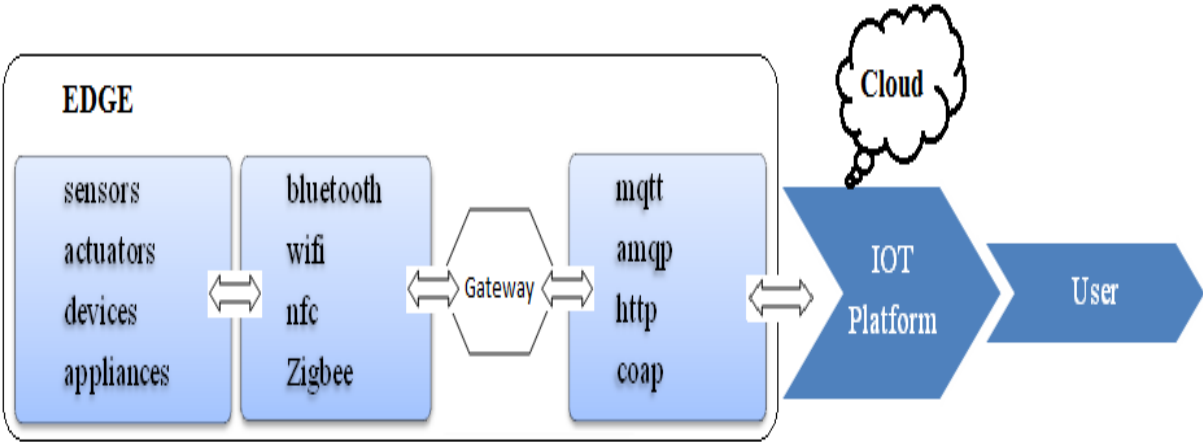 EDGE
sensors
actuators
devices
appliances
bluetooth
wifi
nfc
Zigbee
Gateway
mqtt
amqp
http
coap
Cloud
IOT
Platform
User